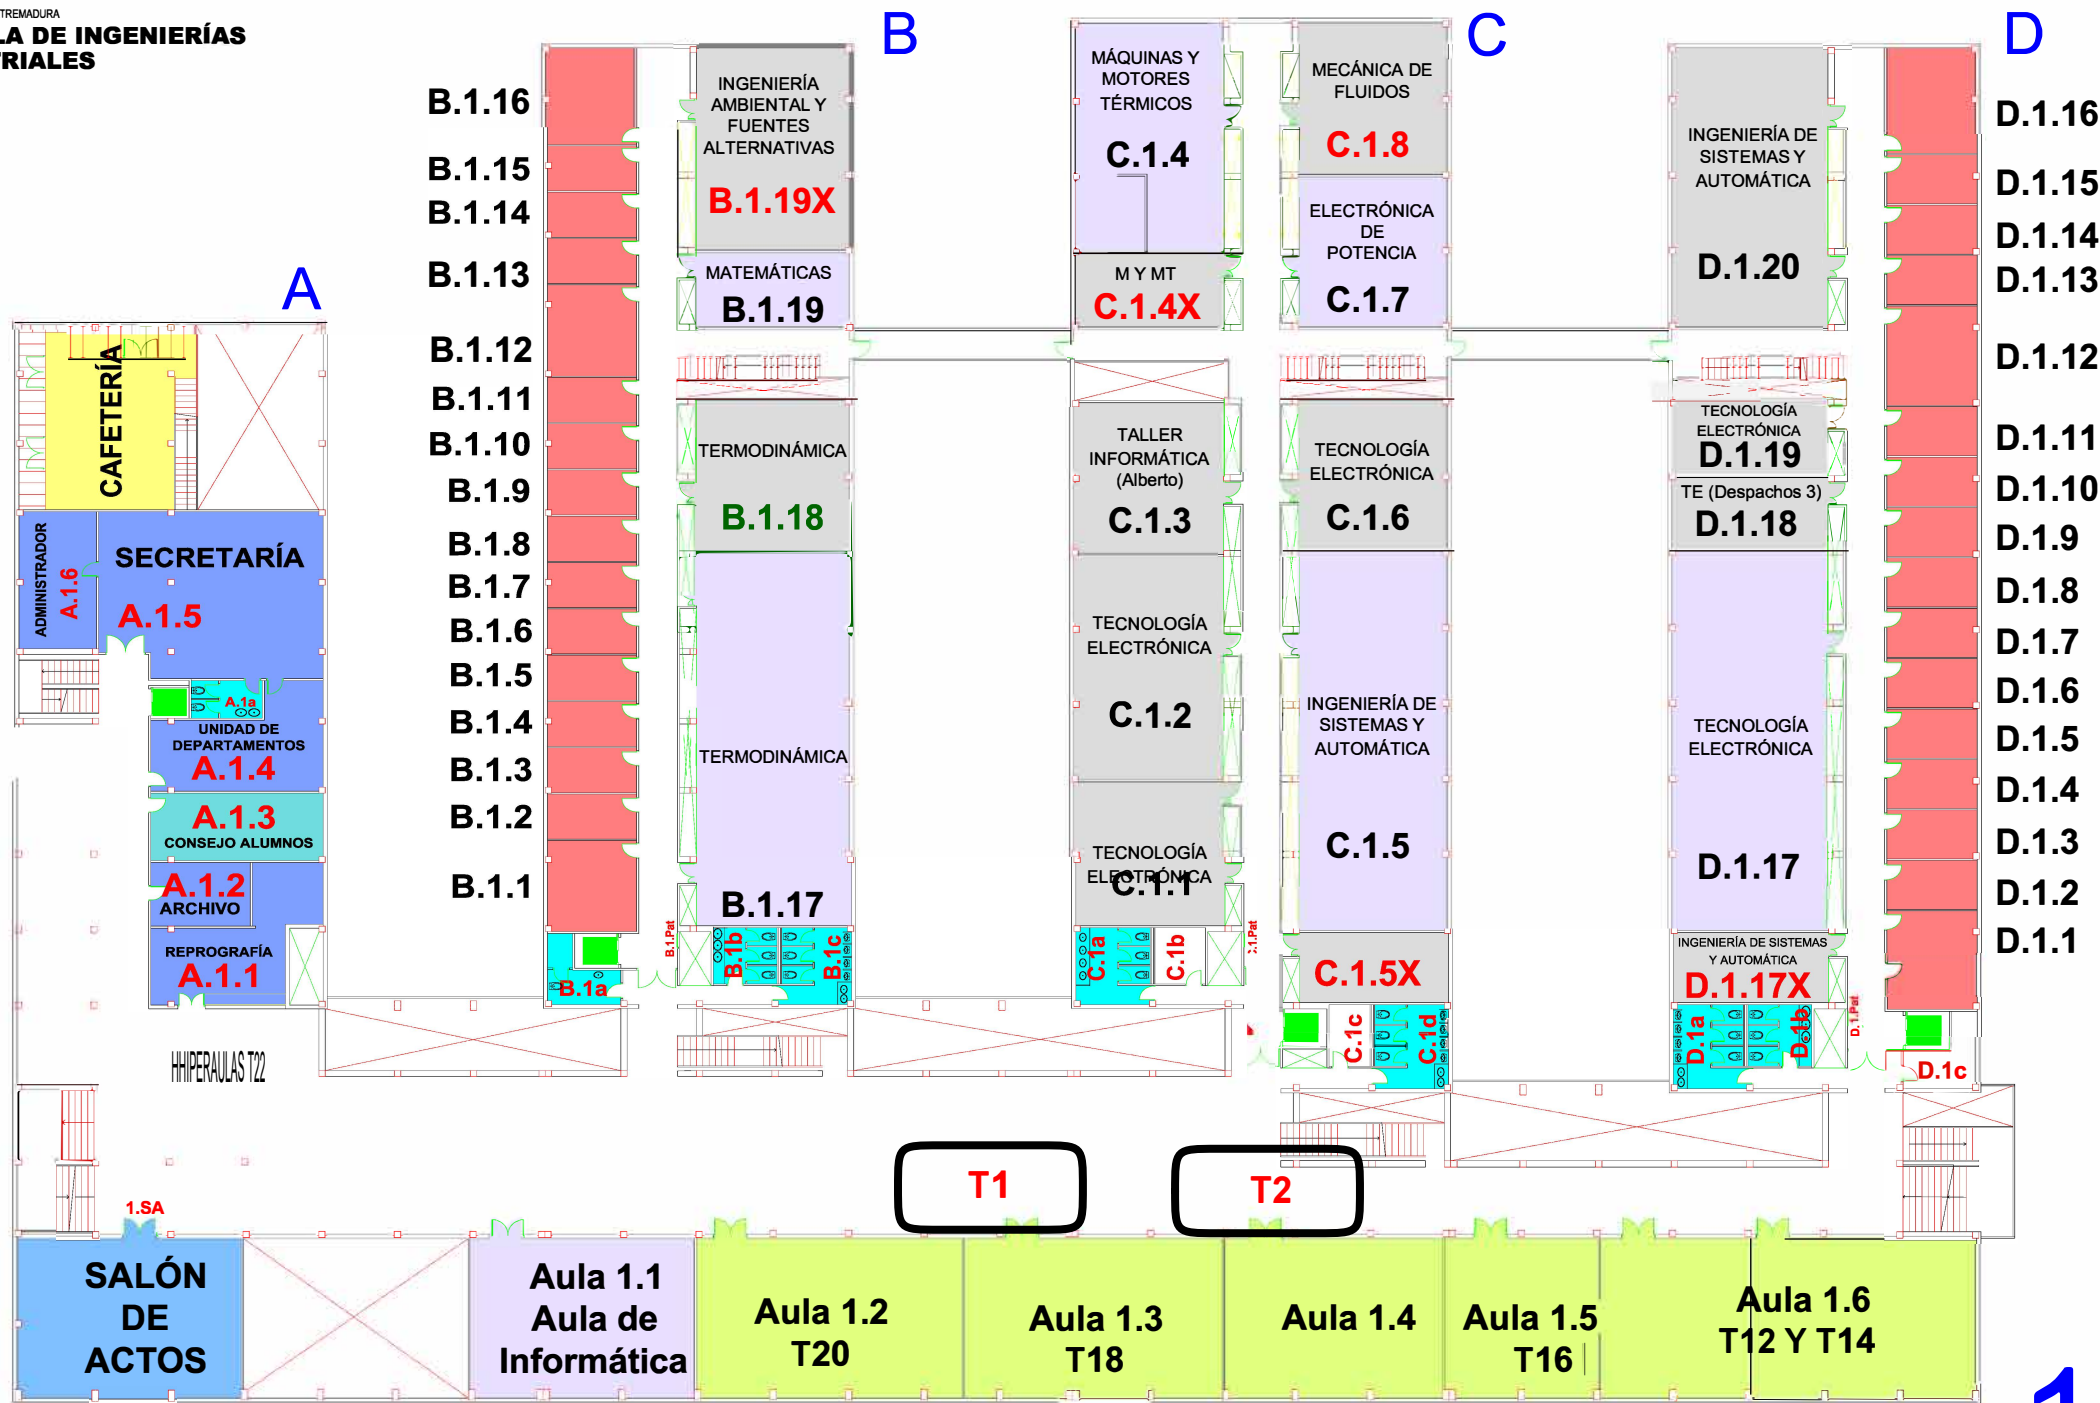 TREMADURA
LA DE INGENIERÍAS
TRIALES
A
B
C
D
CAFETERÍA
ADMINISTRADOR
A.1.6
SECRETARÍA
A.1.5
A.1a
UNIDAD DE
DEPARTAMENTOS
A.1.4
A.1.3
CONSEJO ALUMNOS
A.1.2
ARCHIVO
REPROGRAFÍA
A.1.1
HHIPERAULAS T22
B.1.16
B.1.15
B.1.14
B.1.13
B.1.12
B.1.11
B.1.10
B.1.9
B.1.8
B.1.7
B.1.6
B.1.5
B.1.4
B.1.3
B.1.2
B.1.1
INGENIERÍA
AMBIENTAL Y
FUENTES
ALTERNATIVAS
B.1.19X
MATEMÁTICAS
B.1.19
TERMODINÁMICA
B.1.18
TERMODINÁMICA
B.1.17
B.1a
B.1.Pat
B.1b
B.1c
MÁQUINAS Y
MOTORES
TÉRMICOS
C.1.4
M Y MT
C.1.4X
TALLER
INFORMÁTICA
(Alberto)
C.1.3
TECNOLOGÍA
ELECTRÓNICA
C.1.2
TECNOLOGÍA
ELECTRÓNICA
C.1.1
C.1a
C.1b
MECÁNICA DE
FLUIDOS
C.1.8
ELECTRÓNICA
DE
POTENCIA
C.1.7
TECNOLOGÍA
ELECTRÓNICA
C.1.6
INGENIERÍA DE
SISTEMAS Y
AUTOMÁTICA
C.1.5
C.1.5X
C.1c
C.1d
INGENIERÍA DE
SISTEMAS Y
AUTOMÁTICA
D.1.20
TECNOLOGÍA
ELECTRÓNICA
D.1.19
TE (Despachos 3)
D.1.18
TECNOLOGÍA
ELECTRÓNICA
D.1.17
INGENIERÍA DE SISTEMAS
Y AUTOMÁTICA
D.1.17X
D.1a
D.1b
D.1.Pat
D.1c
D.1.16
D.1.15
D.1.14
D.1.13
D.1.12
D.1.11
D.1.10
D.1.9
D.1.8
D.1.7
D.1.6
D.1.5
D.1.4
D.1.3
D.1.2
D.1.1
T1
T2
1.SA
SALÓN
DE
ACTOS
Aula 1.1
Aula de
Informática
Aula 1.2
T20
Aula 1.3
T18
Aula 1.4
Aula 1.5
T16
Aula 1.6
T12 Y T14
1